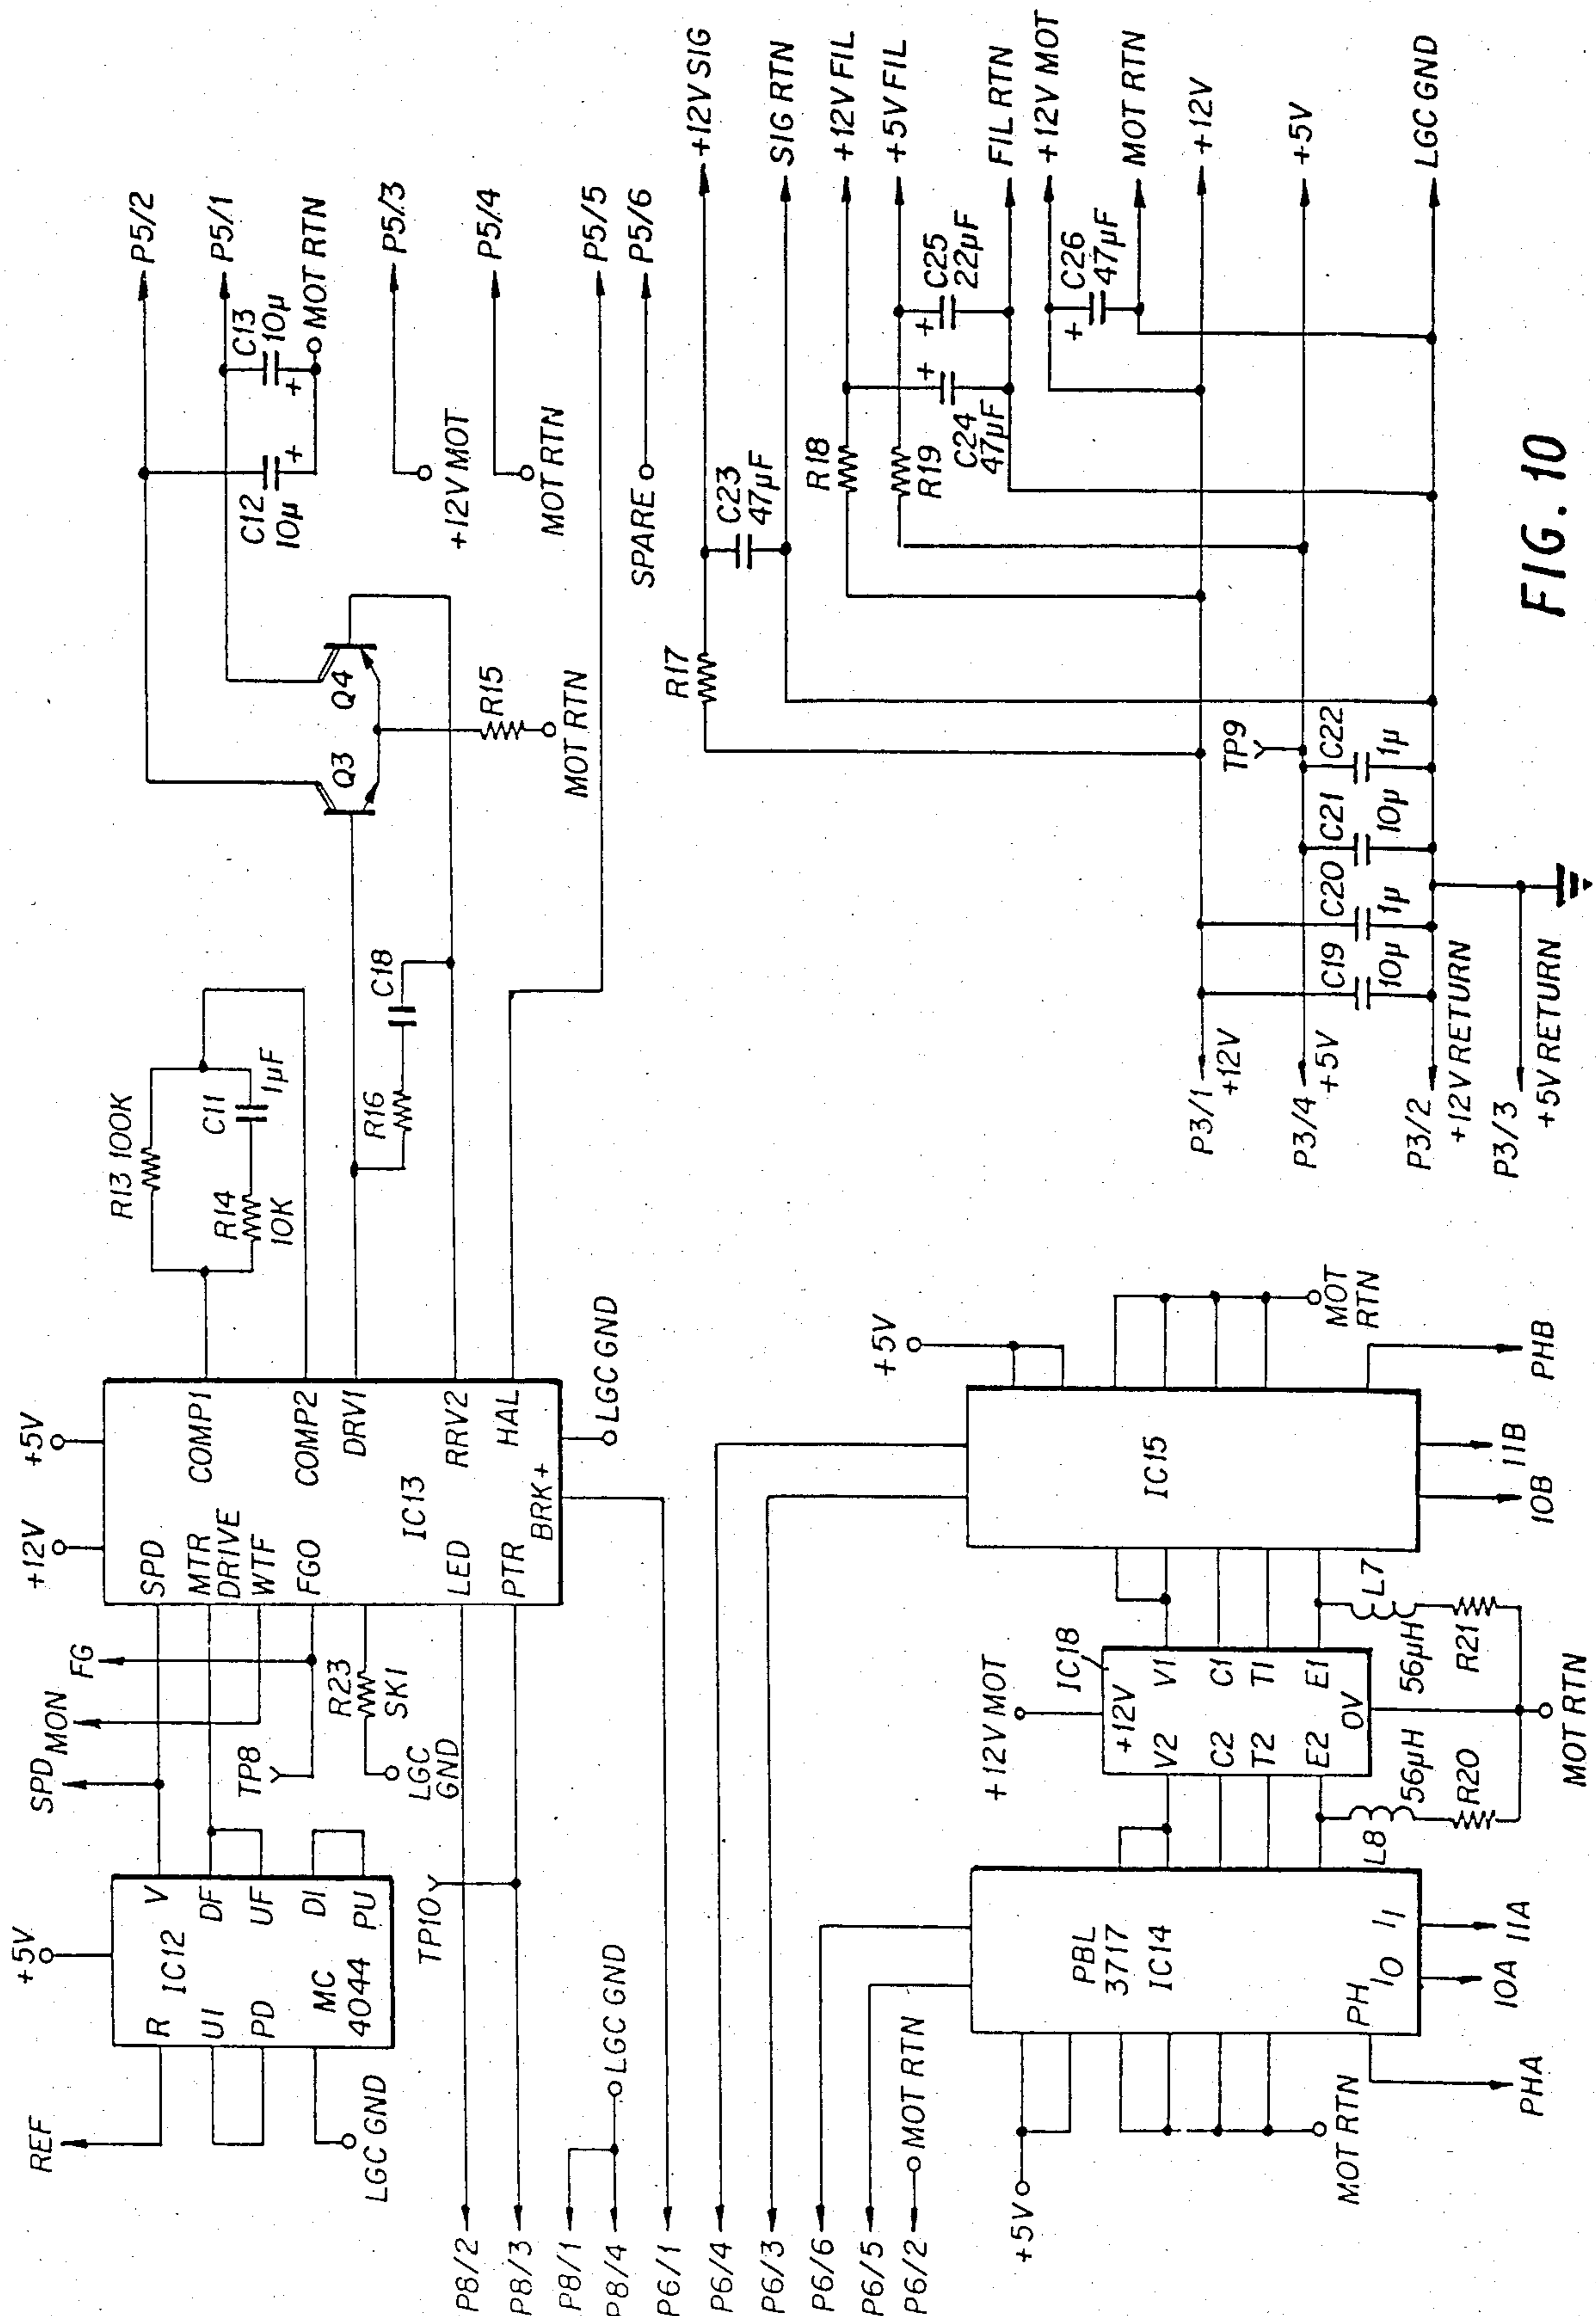 REF
+5V
R
V
IC12
UI
DF
PD
UF
MC
4044
DI
PU
LGC GND
SPD
MON
FG
TP8
R23
SK1
LGC
GND
TP10
+12V
+5V
SPD
MTR
DRIVE
WTF
FGO
COMP1
COMP2
DRV1
IC13
LED
RRV2
PTR
HAL
BRK+
LGC GND
R13 100K
R14
10K
C11
1µF
R16
C18
Q3
Q4
R15
MOT RTN
C12
10µ
+
C13
10µ
+
MOT RTN
P5/2
P5/1
P5/3
+12V MOT
P5/4
MOT RTN
P5/5
SPARE
P5/6
P8/2
P8/3
P8/1
P8/4
LGC GND
P6/1
P6/4
P6/3
P6/6
P6/5
P6/2
MOT RTN
+5V
PBL
3717
IC14
PH
I0
I1
MOT RTN
PHA
10A
11A
+12V MOT
IC18
+12V
V2
V1
C2
C1
T2
T1
E2
E1
OV
L8
56µH
R20
56µH
L7
R21
MOT RTN
IC15
+5V
MOT
RTN
10B
11B
PHB
R17
+12V SIG
C23
47µF
SIG RTN
R18
+12V FIL
R19
+5V FIL
C24
47µF
+
C25
22µF
+
FIL RTN
+12V MOT
C26
47µF
+
MOT RTN
P3/1
+12V
+12V
TP9
P3/4
+5V
+5V
C19
10µ
C20
1µ
C21
10µ
C22
1µ
P3/2
+12V RETURN
LGC GND
P3/3
+5V RETURN
FIG. 10